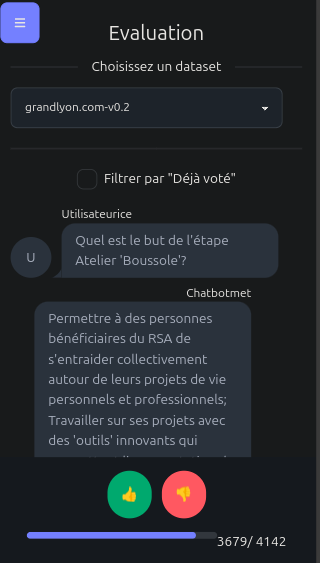 Evaluation
Choisissez un dataset
grandlyon.com-v0.2
Filtrer par "Déjà voté"
Utilisateurice
U
Quel est le but de l'étape
Atelier 'Boussole'?
Chatbotmet
Permettre à des personnes
bénéficiaires du RSA de
s'entraider collectivement
autour de leurs projets de vie
personnels et professionnels;
Travailler sur ses projets avec
des 'outils' innovants qui
3679/ 4142